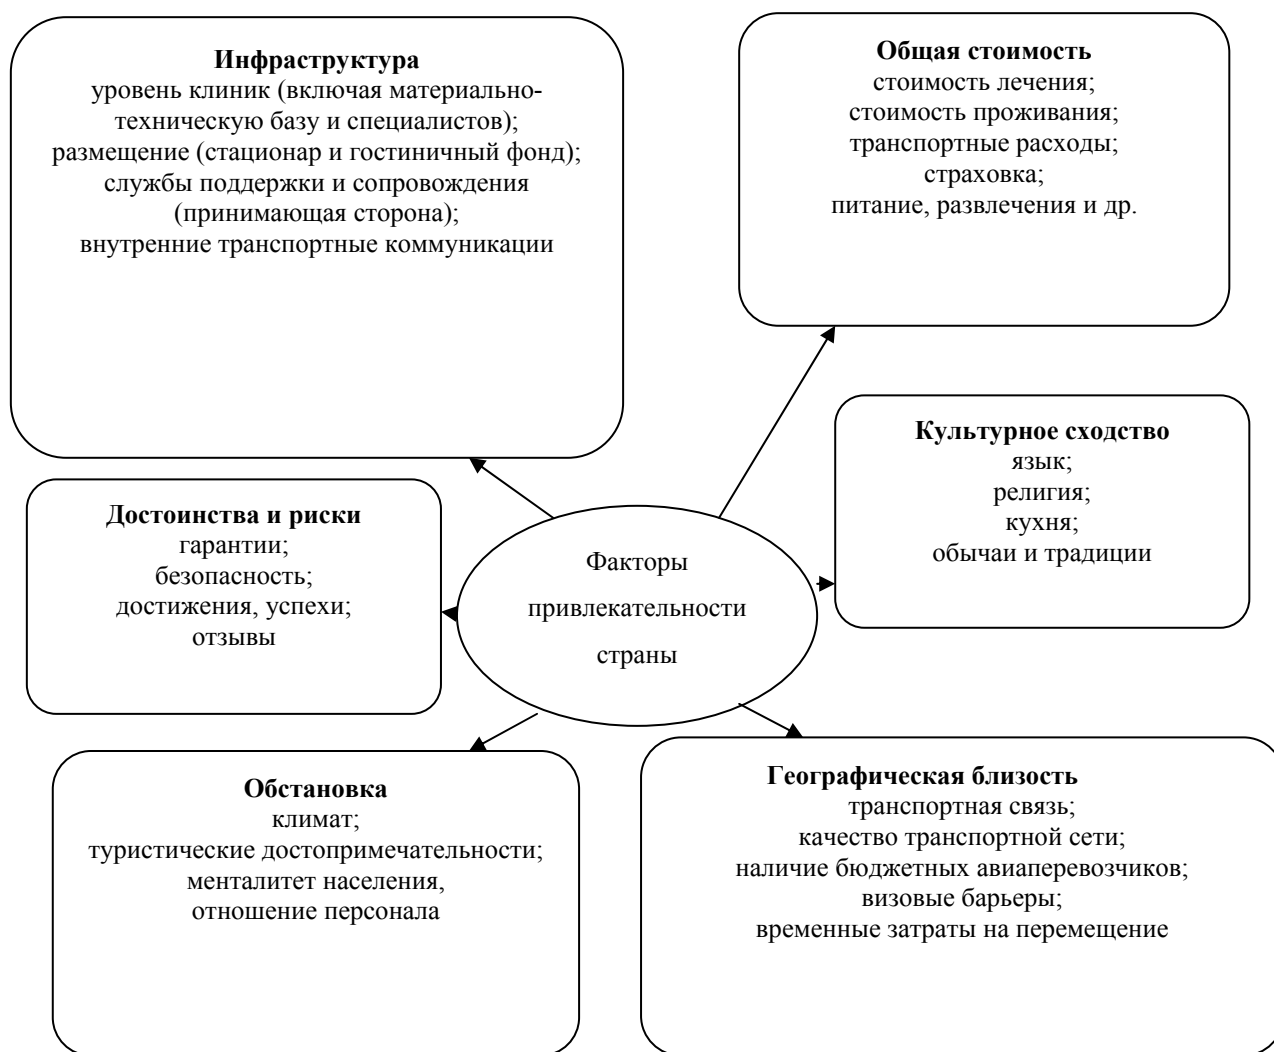 Инфраструктура
уровень клиник (включая материально-
техническую базу и специалистов);
размещение (стационар и гостиничный фонд);
службы поддержки и сопровождения
(принимающая сторона);
внутренние транспортные коммуникации
Общая стоимость
стоимость лечения;
стоимость проживания;
транспортные расходы;
страховка;
питание, развлечения и др.
Культурное сходство
язык;
религия;
кухня;
обычаи и традиции
Достоинства и риски
гарантии;
безопасность;
достижения, успехи;
отзывы
Факторы
привлекательности
страны
Обстановка
климат;
туристические достопримечательности;
менталитет населения,
отношение персонала
Географическая близость
транспортная связь;
качество транспортной сети;
наличие бюджетных авиаперевозчиков;
визовые барьеры;
временные затраты на перемещение